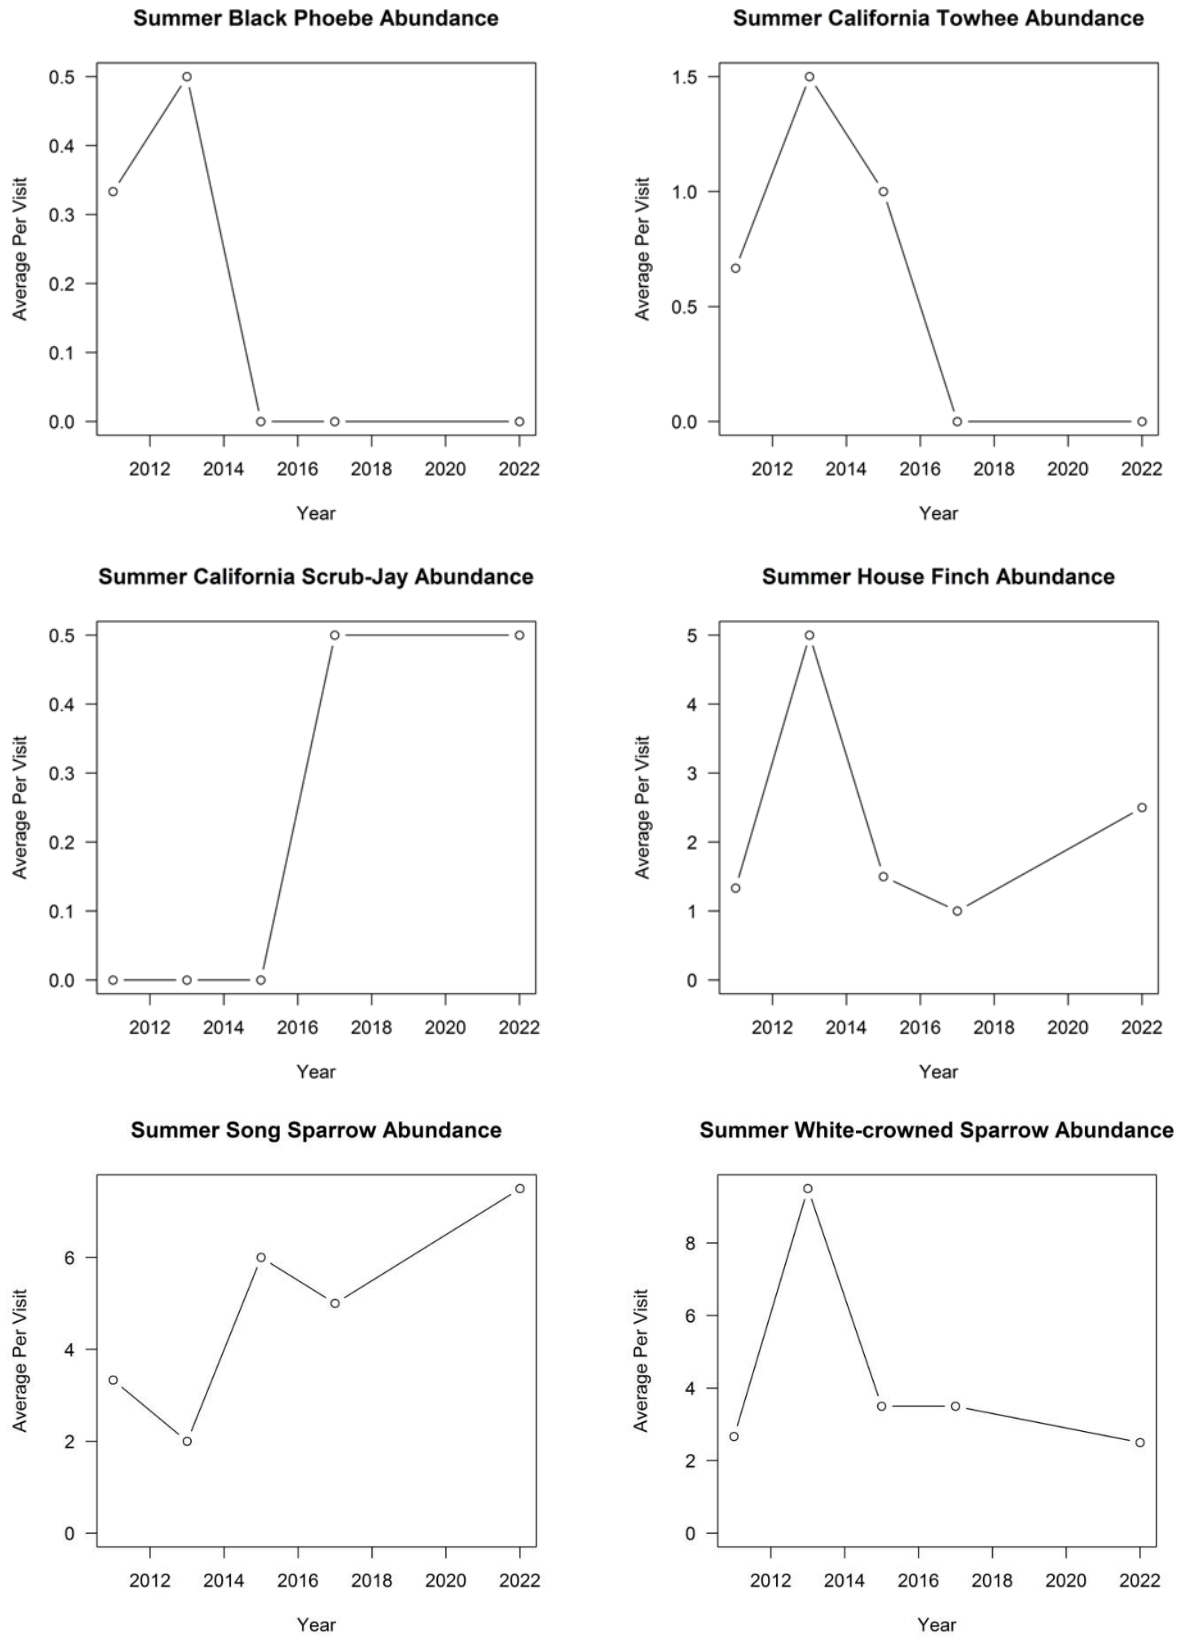 Summer Black Phoebe Abundance
Average Per Visit
0.5
0.4
0.3
0.2
0.1
0.0
2012 2014 2016 2018 2020 2022
Year
Summer California Towhee Abundance
Average Per Visit
1.5
1.0
0.5
0.0
2012 2014 2016 2018 2020 2022
Year
Summer California Scrub-Jay Abundance
Average Per Visit
0.5
0.4
0.3
0.2
0.1
0.0
2012 2014 2016 2018 2020 2022
Year
Summer House Finch Abundance
Average Per Visit
5
4
3
2
1
0
2012 2014 2016 2018 2020 2022
Year
Summer Song Sparrow Abundance
Average Per Visit
6
4
2
0
2012 2014 2016 2018 2020 2022
Year
Summer White-crowned Sparrow Abundance
Average Per Visit
8
6
4
2
0
2012 2014 2016 2018 2020 2022
Year